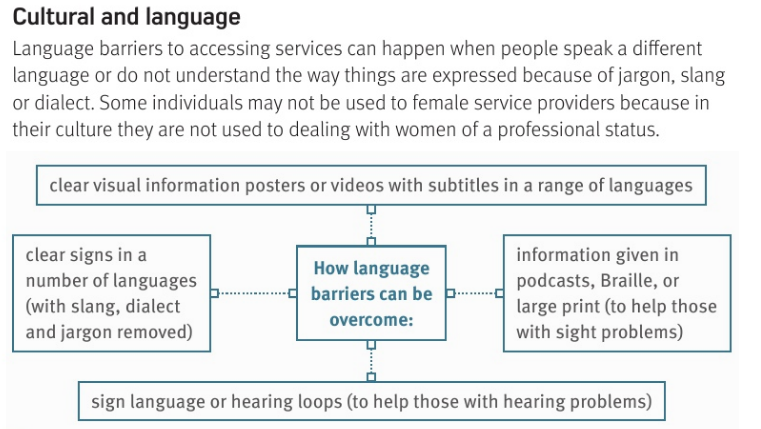 Cultural and language
Language barriers to accessing services can happen when people speak a different
language or do not understand the way things are expressed because of jargon, slang
or dialect. Some individuals may not be used to female service providers because in
their culture they are not used to dealing with women of a professional status.
clear visual information posters or videos with subtitles in a range of languages
clear signs in a
number of languages
(with slang, dialect
and jargon removed)
How language
barriers can be
overcome:
information given in
podcasts, Braille, or
large print (to help those
with sight problems)
sign language or hearing loops (to help those with hearing problems)